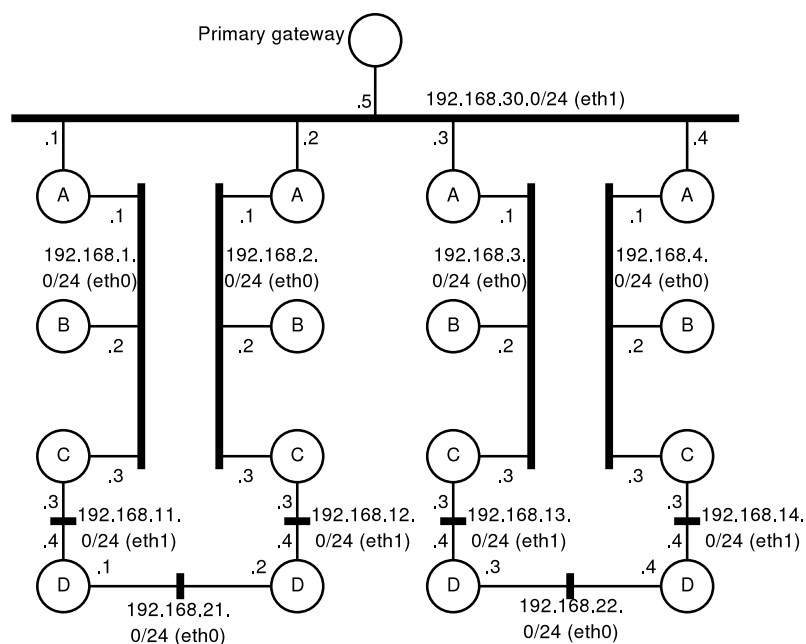 Primary gateway
.5
192.168.30.0/24 (eth1)
.1
.2
.3
.4
A
A
A
A
.1
.1
.1
.1
192.168.1.
0/24 (eth0)
192.168.2.
0/24 (eth0)
192.168.3.
0/24 (eth0)
192.168.4.
0/24 (eth0)
B
B
B
B
.2
.2
.2
.2
C
C
C
C
.3
.3
.3
.3
.3
.3
.3
.3
192.168.11.
0/24 (eth1)
192.168.12.
0/24 (eth1)
192.168.13.
0/24 (eth1)
192.168.14.
0/24 (eth1)
.4
.4
.4
.4
D
.1
.2
D
D
.3
.4
D
192.168.21.
0/24 (eth0)
192.168.22.
0/24 (eth0)